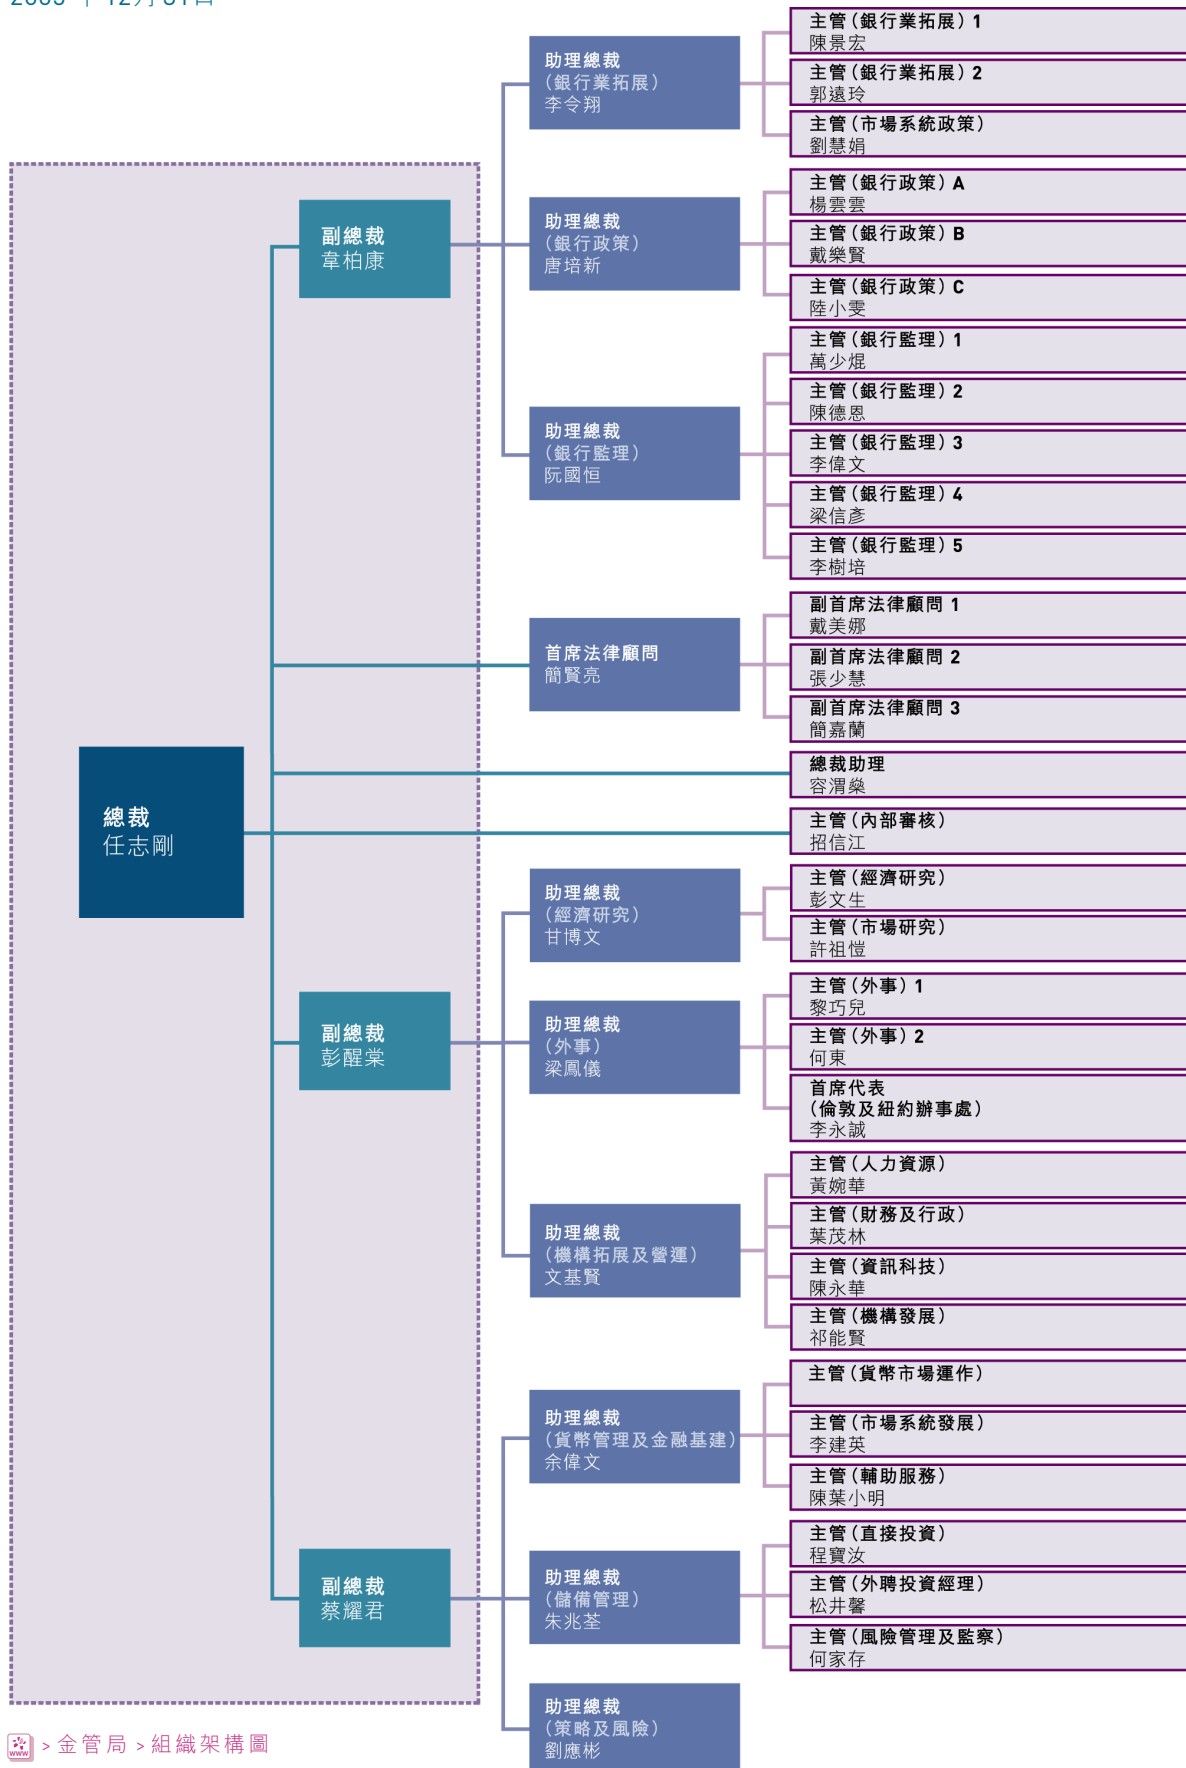 12月31日
主管(銀行業拓展) 1
陳景宏
主管(銀行業拓展) 2
郭遠玲
主管(市場系統政策)
劉慧娟
助理總裁
(銀行業拓展)
李令翔
主管(銀行政策) A
楊雲雲
主管(銀行政策) B
戴樂賢
主管(銀行政策) C
陸小雯
助理總裁
(銀行政策)
唐培新
副總裁
韋柏康
主管(銀行監理) 1
萬少焜
主管(銀行監理) 2
陳德恩
主管(銀行監理) 3
李偉文
主管(銀行監理) 4
梁信彥
主管(銀行監理) 5
李樹培
助理總裁
(銀行監理)
阮國恒
副首席法律顧問 1
戴美娜
副首席法律顧問 2
張少慧
副首席法律顧問 3
簡嘉蘭
首席法律顧問
簡賢亮
總裁助理
容渭燊
總裁
任志剛
主管(內部審核)
招信江
主管(經濟研究)
彭文生
主管(市場研究)
許祖愷
助理總裁
(經濟研究)
甘博文
主管(外事) 1
黎巧兒
主管(外事) 2
何東
首席代表
(倫敦及紐約辦事處)
李永誠
助理總裁
(外事)
梁鳳儀
副總裁
彭醒棠
主管(人力資源)
黃婉華
主管(財務及行政)
葉茂林
主管(資訊科技)
陳永華
主管(機構發展)
祁能賢
助理總裁
(機構拓展及營運)
文基賢
主管(貨幣市場運作)
主管(市場系統發展)
李建英
主管(輔助服務)
陳葉小明
助理總裁
(貨幣管理及金融基建)
余偉文
主管(直接投資)
程寶汝
主管(外聘投資經理)
松井馨
主管(風險管理及監察)
何家存
助理總裁
(儲備管理)
朱兆荃
副總裁
蔡耀君
助理總裁
(策略及風險)
劉應彬
www > 金管局 > 組織架構圖